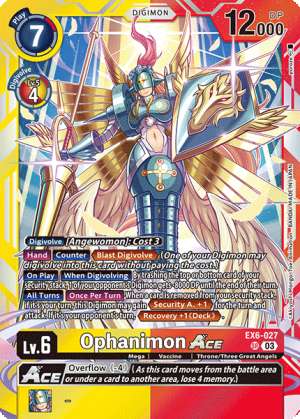 DIGIMON
Play
7
12000
DP
Digivolve
Lv.5
4
Digivolve [Angewomon]: Cost 3
Hand Counter Blast Digivolve (One of your Digimon may
digivolve into this card without paying the cost.)
On Play When Digivolving By trashing the top or bottom card of your
security stack, 1 of your opponent's Digimon gets -8000 DP until the end of their turn.
All Turns Once Per Turn When a card is removed from your security stack,
if it's your turn, this Digimon may gain Security A. +1 for the turn and
attack. If it's your opponent's turn, Recovery +1 (Deck).
EX6-027
Lv.6
Ophanimon ACE
SR 03
Mega Vaccine Throne/Three Great Angels
ACE Overflow ⟨-4⟩ (As this card moves from the battle area
or under a card to another area, lose 4 memory.)